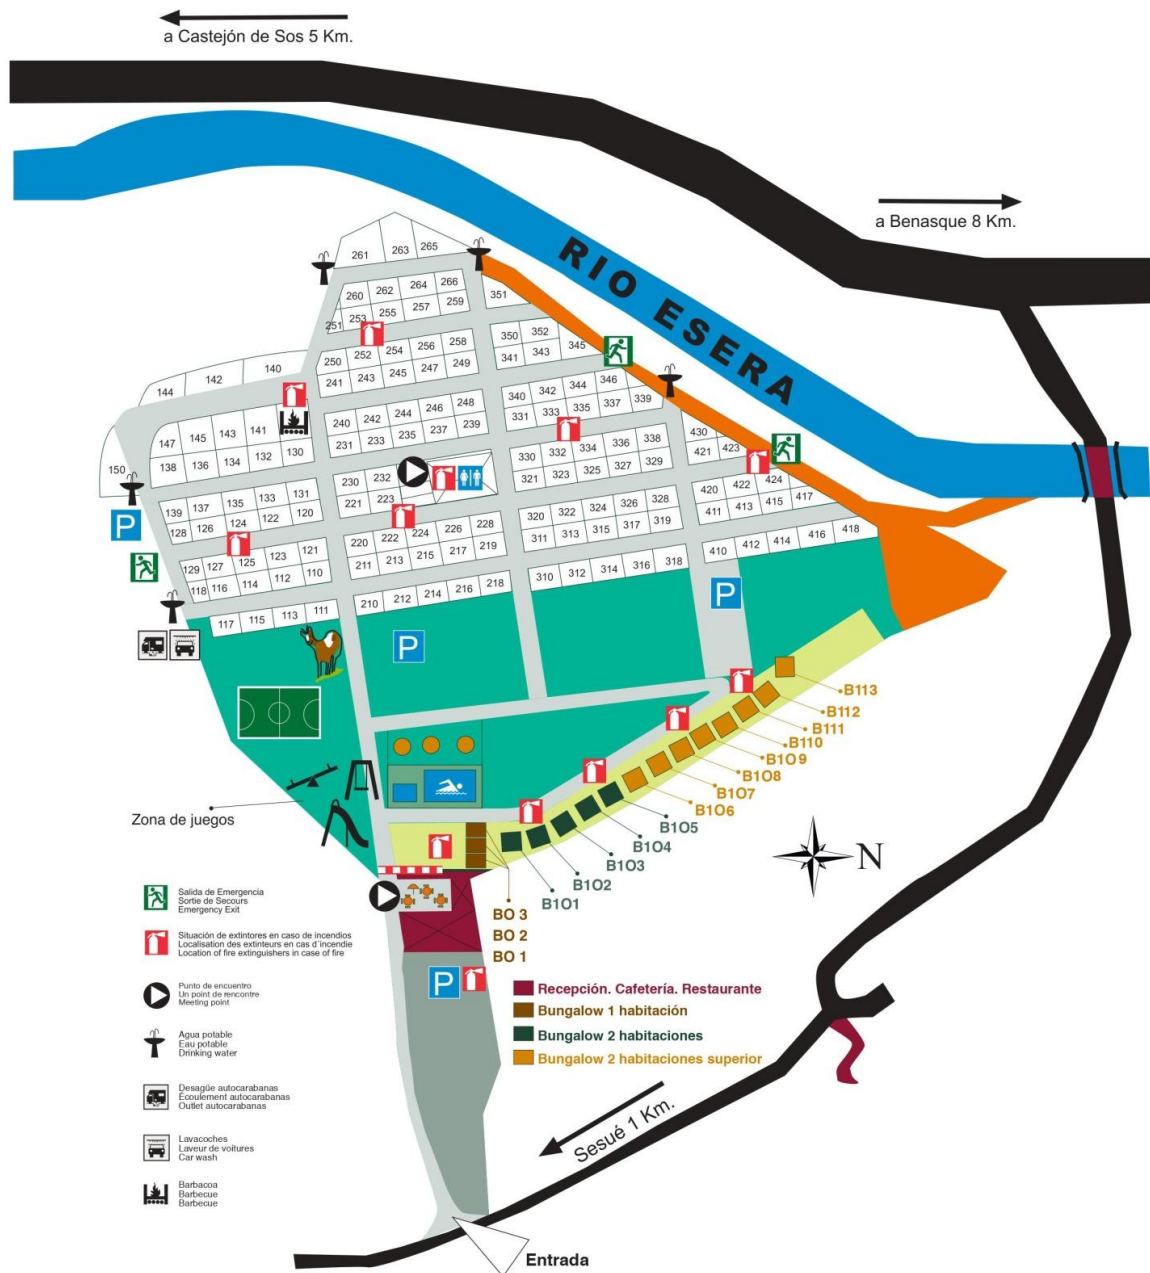 a Castejón de Sos 5 Km.
a Benasque 8 Km.
RIO ESERA
261 263 265
260 262 264 266
251 253 255 257 259
351
250 252 254 256 258
241 243 245 247 249
350 352
341 343 345
144 142 140
240 242 244 246 248
231 233 235 237 239
340 342 344 346
331 333 335 337 339
147 145 143 141
138 136 134 132 130
430
421 423
330 332 334 336 338
321 323 325 327 329
150
230 232
221 223
139 137 135 133 131
128 126 124 122 120
420 422 424
411 413 415 417
320 322 324 326 328
311 313 315 317 319
220 222 224 226 228
211 213 215 217 219
129 127 125 123 121
118 116 114 112 110
410 412 414 416 418
310 312 314 316 318
210 212 214 216 218
117 115 113 111
P
P
P
B113
B112
B111
B110
B1O9
B1O8
B1O7
B1O6
B1O5
B1O4
B1O3
B1O2
B1O1
Zona de juegos
N
BO 3
BO 2
BO 1
P
Salida de Emergencia
Sortie de Secours
Emergency Exit
Situación de extintores en caso de incendios
Localisation des extinteurs en cas d´incendie
Location of fire extinguishers in case of fire
Punto de encuentro
Un point de rencontre
Meeting point
Agua potable
Eau potable
Drinking water
Desagüe autocarabanas
Écoulement autocarabanas
Outlet autocarabanas
Lavacoches
Laveur de voitures
Car wash
Barbacoa
Barbecue
Barbecue
Recepción. Cafetería. Restaurante
Bungalow 1 habitación
Bungalow 2 habitaciones
Bungalow 2 habitaciones superior
Sesué 1 Km.
Entrada